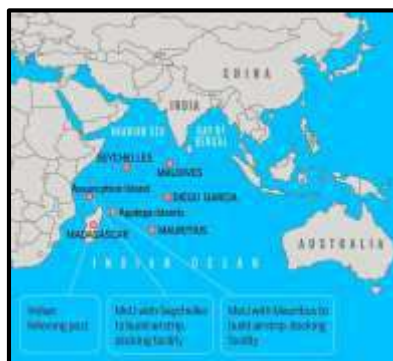 CHINA
INDIA
ARABIAN SEA
BAY OF
BENGAL
SEYCHELLES
MALDIVES
Assumption Island
DIEGO GARCIA
Agalega Islands
MADAGASCAR
MAURITIUS
AUSTRALIA
INDIAN OCEAN
Indian
listening post
MoU with Seychelles
to build airstrip,
docking facility
MoU with Mauritius to
build airstrip, docking
facility